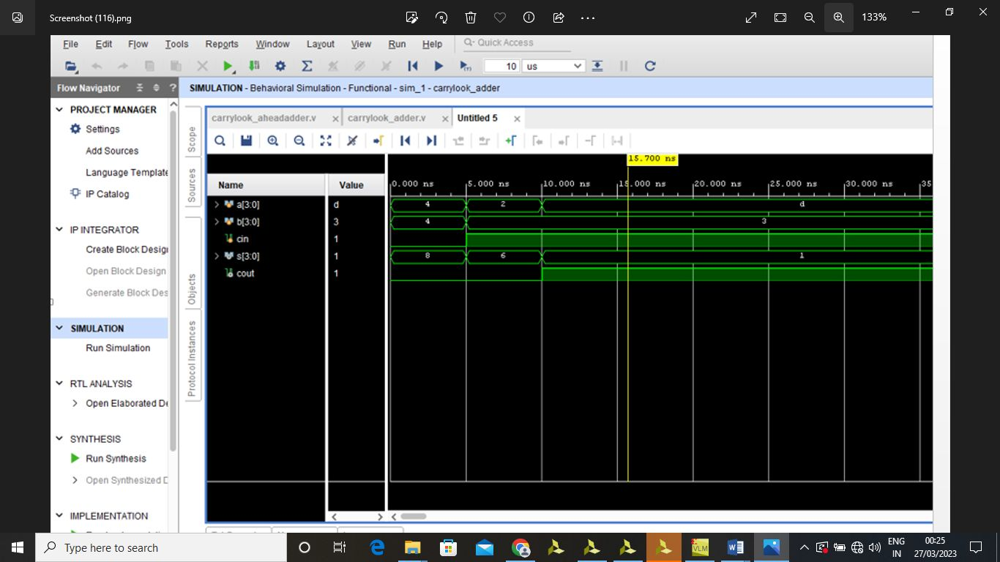 Screenshot (116).png
133%
File Edit Flow Tools Reports Window Layout View Run Help Quick Access
10 us
Flow Navigator ?
SIMULATION - Behavioral Simulation - Functional - sim_1 - carrylook_adder
PROJECT MANAGER
Settings
Add Sources
Language Template
IP Catalog
IP INTEGRATOR
Create Block Desig
Open Block Design
Generate Block Des
SIMULATION
Run Simulation
RTL ANALYSIS
Open Elaborated De
SYNTHESIS
Run Synthesis
Open Synthesized D
IMPLEMENTATION
Scope
Sources
Objects
Protocol Instances
carrylook_aheadadder.v carrylook_adder.v Untitled 5
15.700 ns
Name Value 0.000 ns 5.000 ns 10.000 ns 15.000 ns 20.000 ns 25.000 ns 30.000 ns 35
a[3:0] d 4 2 d
b[3:0] 3 4 3
cin 1
s[3:0] 1 8 6 1
cout 1
Type here to search
VLM
ENG
IN
00:25
27/03/2023